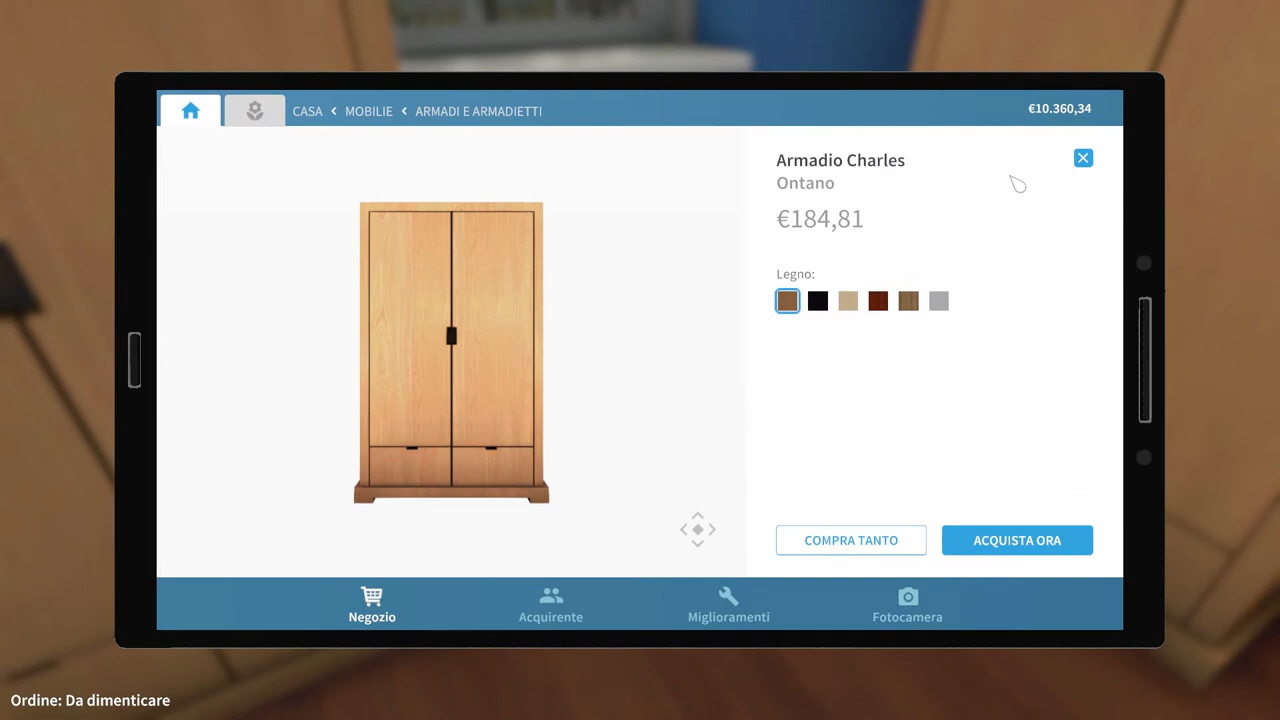 CASA < MOBILIE < ARMADI E ARMADIETTI
€10.360,34
Armadio Charles
Ontano
€184,81
Legno:
COMPRA TANTO
ACQUISTA ORA
Negozio
Acquirente
Miglioramenti
Fotocamera
Ordine: Da dimenticare